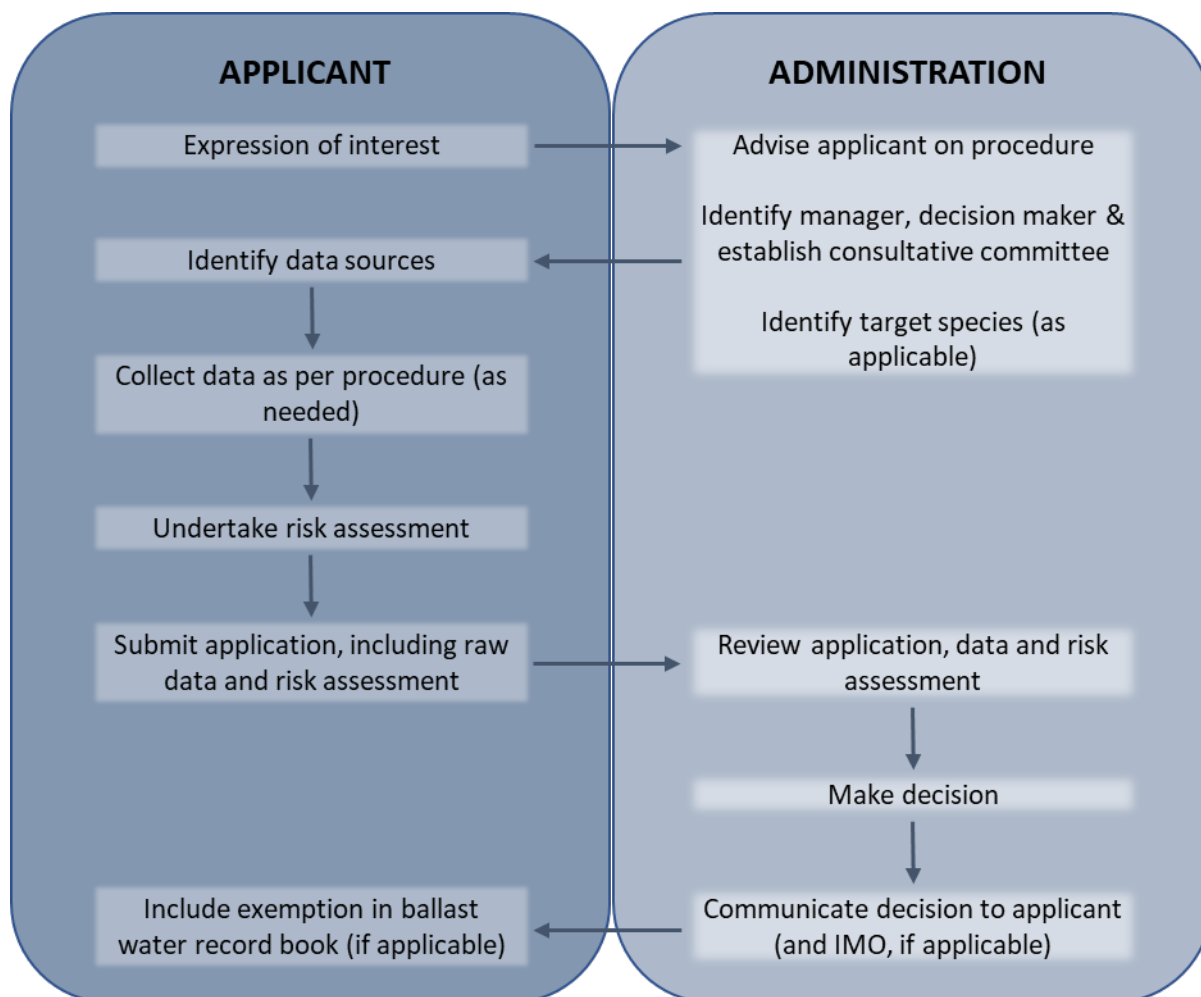 APPLICANT
Expression of interest
Identify data sources
Collect data as per procedure (as
needed)
Undertake risk assessment
Submit application, including raw
data and risk assessment
Include exemption in ballast
water record book (if applicable)
ADMINISTRATION
Advise applicant on procedure
Identify manager, decision maker &
establish consultative committee
Identify target species (as
applicable)
Review application, data and risk
assessment
Make decision
Communicate decision to applicant
(and IMO, if applicable)